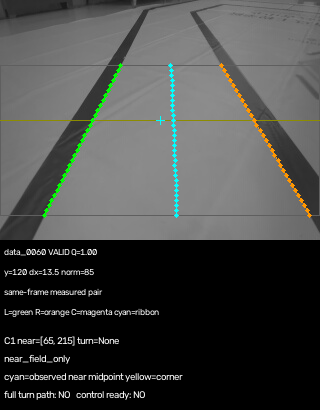 data_0060 VALID Q=1.00
y=120 dx=13.5 norm=85
same-frame measured pair
L=green R=orange C=magenta cyan=ribbon
C1 near=[65, 215] turn=None
near_field_only
cyan=observed near midpoint yellow=corner
full turn path: NO control ready: NO